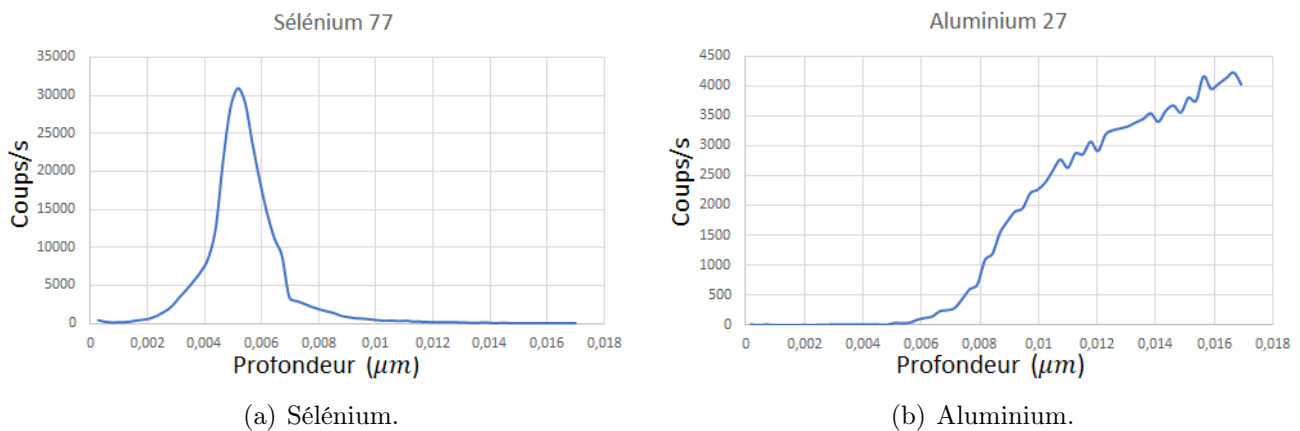 Sélénium 77
35000
30000
25000
20000
15000
10000
5000
0
Coups/s
0 0,002 0,004 0,006 0,008 0,01 0,012 0,014 0,016 0,018
Profondeur (μm)
(a) Sélénium.
Aluminium 27
4500
4000
3500
3000
2500
2000
1500
1000
500
0
Coups/s
0 0,002 0,004 0,006 0,008 0,01 0,012 0,014 0,016 0,018
Profondeur (μm)
(b) Aluminium.